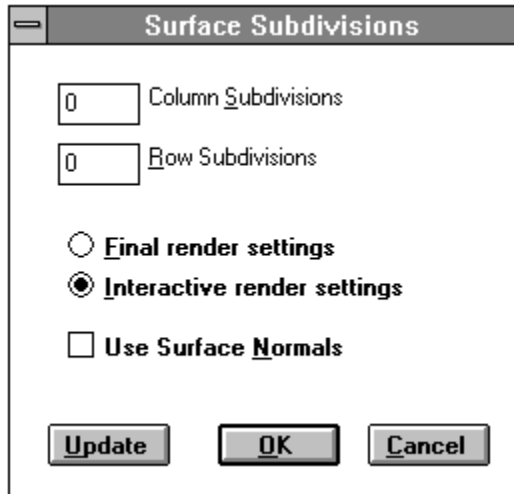 Surface Subdivisions
0 Column Subdivisions
0 Row Subdivisions
Final render settings
Interactive render settings
Use Surface Normals
Update OK Cancel